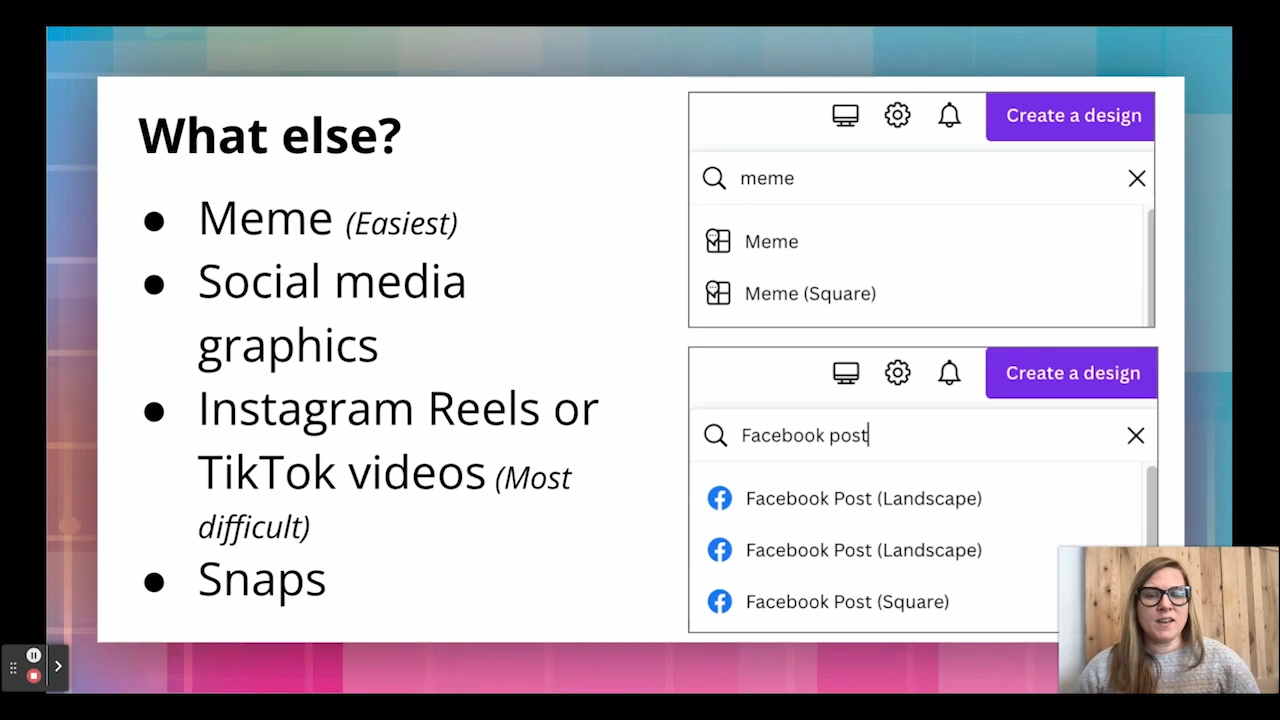 What else?
● Meme (Easiest)
● Social media
graphics
● Instagram Reels or
TikTok videos (Most
difficult)
● Snaps
Create a design
meme
Meme
Meme (Square)
Create a design
Facebook post
Facebook Post (Landscape)
Facebook Post (Landscape)
Facebook Post (Square)